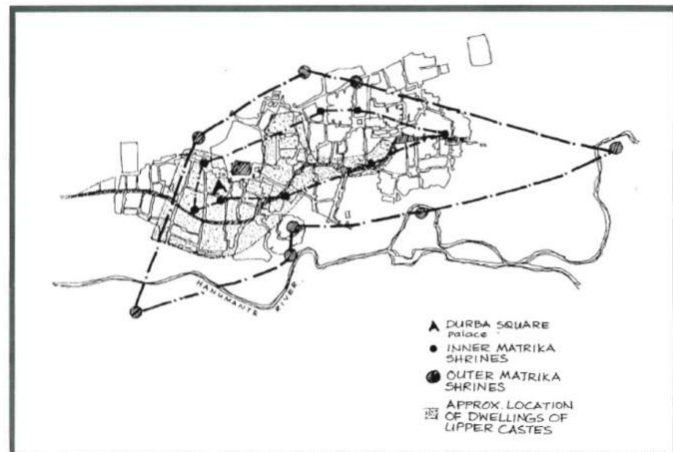 HANUMANTE
RIVER
DURBA SQUARE
palace
INNER MATRIKA
SHRINES
OUTER MATRIKA
SHRINES
APPROX. LOCATION
OF DWELLINGS OF
UPPER CASTES